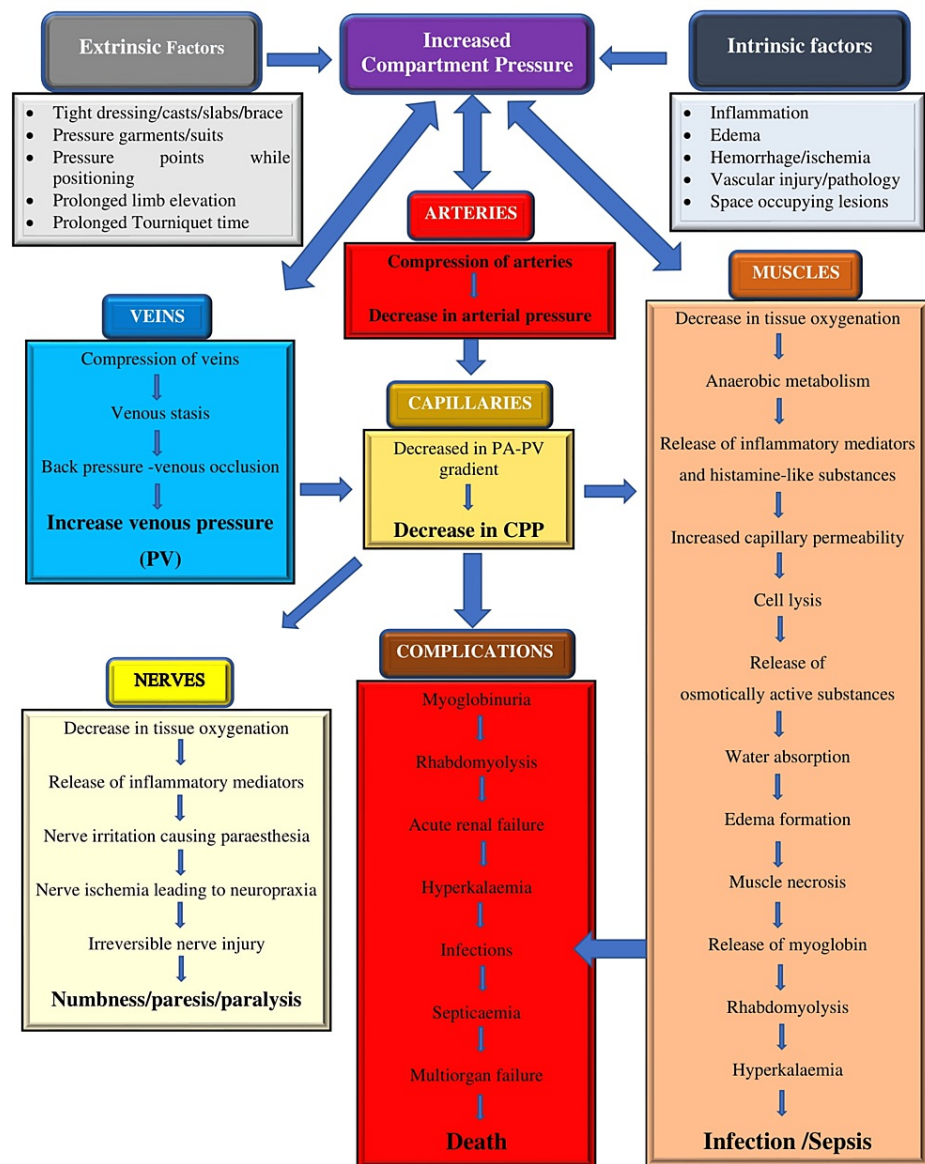 Extrinsic Factors
Increased
Compartment Pressure
Intrinsic factors
• Tight dressing/casts/slabs/brace
• Pressure garments/suits
• Pressure points while
positioning
• Prolonged limb elevation
• Prolonged Tourniquet time
• Inflammation
• Edema
• Hemorrhage/ischemia
• Vascular injury/pathology
• Space occupying lesions
ARTERIES
Compression of arteries
Decrease in arterial pressure
VEINS
Compression of veins
Venous stasis
Back pressure -venous occlusion
Increase venous pressure
(PV)
CAPILLARIES
Decreased in PA-PV
gradient
Decrease in CPP
MUSCLES
Decrease in tissue oxygenation
Anaerobic metabolism
Release of inflammatory mediators
and histamine-like substances
Increased capillary permeability
Cell lysis
Release of
osmotically active substances
Water absorption
Edema formation
Muscle necrosis
Release of myoglobin
Rhabdomyolysis
Hyperkalaemia
Infection /Sepsis
NERVES
Decrease in tissue oxygenation
Release of inflammatory mediators
Nerve irritation causing paraesthesia
Nerve ischemia leading to neuropraxia
Irreversible nerve injury
Numbness/paresis/paralysis
COMPLICATIONS
Myoglobinuria
Rhabdomyolysis
Acute renal failure
Hyperkalaemia
Infections
Septicaemia
Multiorgan failure
Death